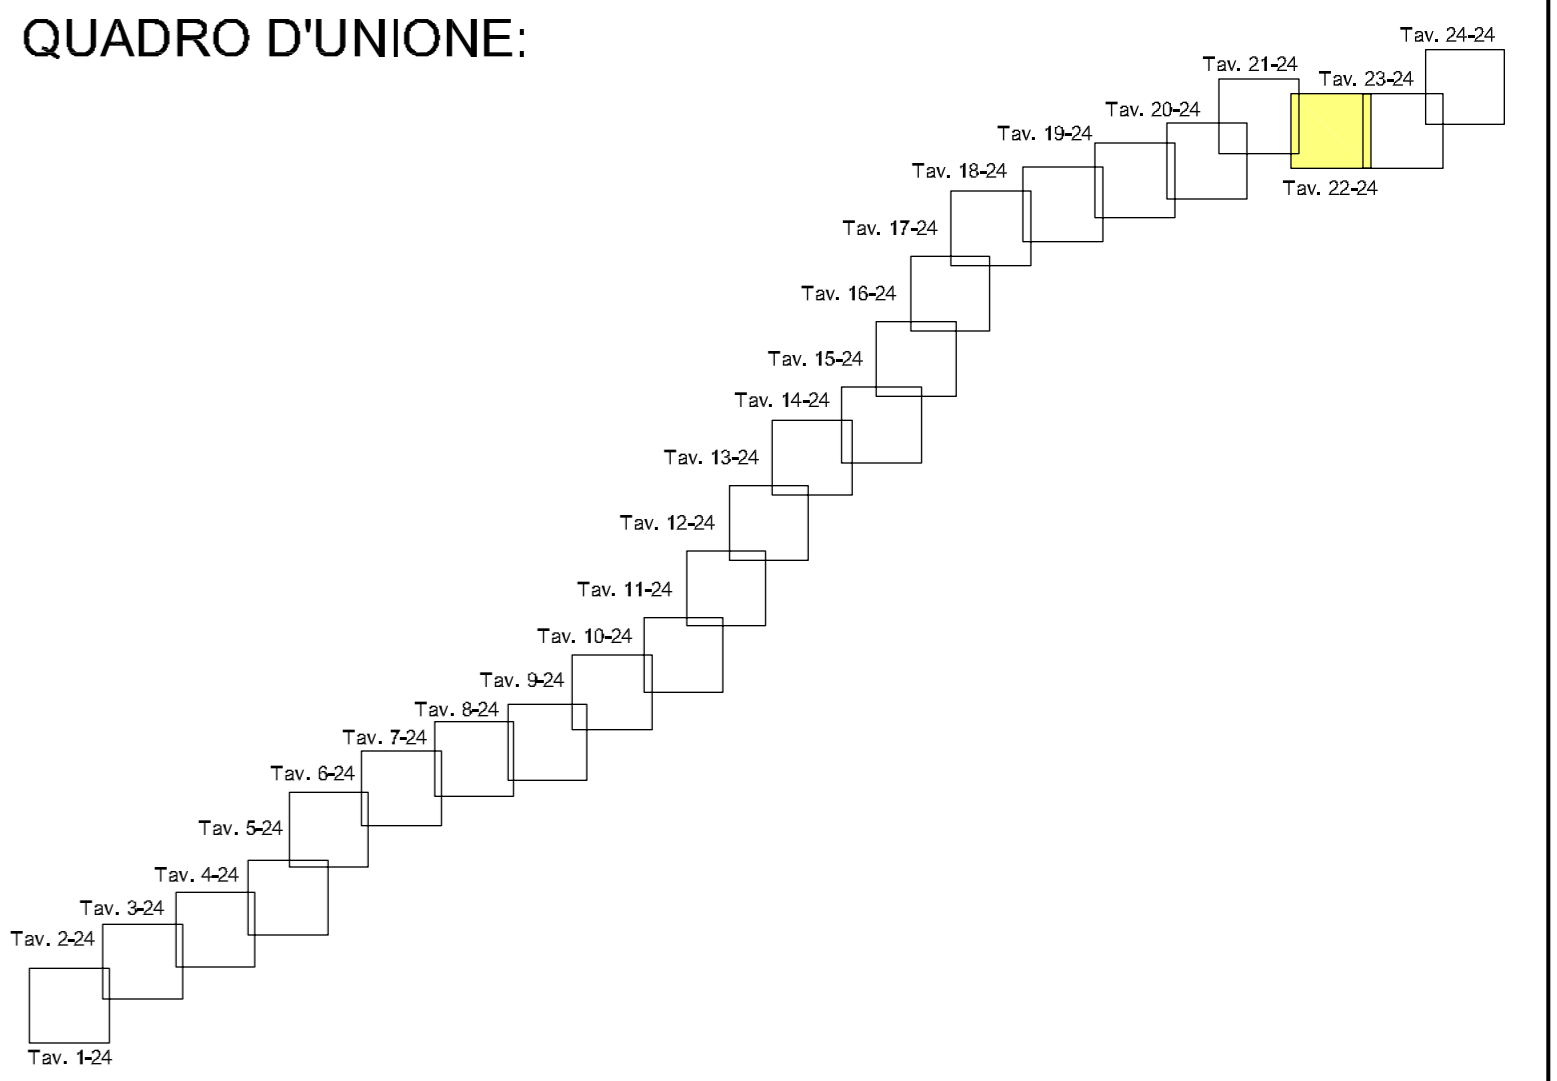 QUADRO D'UNIONE:
Tav. 24-24
Tav. 21-24
Tav. 23-24
Tav. 20-24
Tav. 19-24
Tav. 18-24
Tav. 22-24
Tav. 17-24
Tav. 16-24
Tav. 15-24
Tav. 14-24
Tav. 13-24
Tav. 12-24
Tav. 11-24
Tav. 10-24
Tav. 9-24
Tav. 8-24
Tav. 7-24
Tav. 6-24
Tav. 5-24
Tav. 4-24
Tav. 3-24
Tav. 2-24
Tav. 1-24